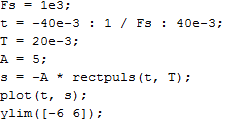 Fs = 1e3;
t = -40e-3 : 1 / Fs : 40e-3;
T = 20e-3;
A = 5;
s = -A * rectpuls(t, T);
plot(t, s);
ylim([-6 6]);